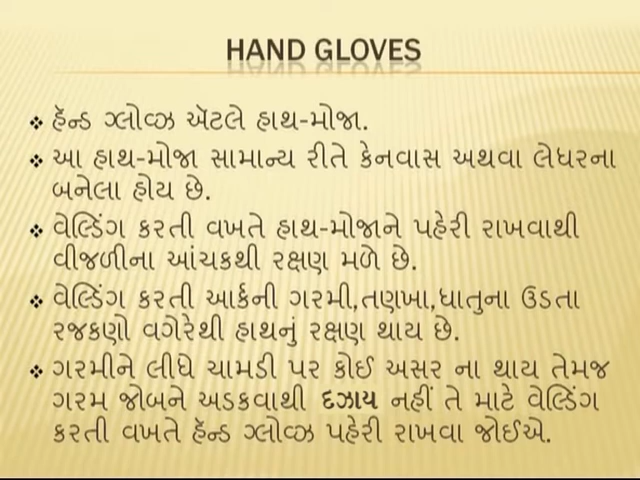 HAND GLOVES
❖ હૅન્ડ ગ્લોવ્ઝ ઍટલે હાથ-મોજા.
❖ આ હાથ-મોજા સામાન્ય રીતે કેનવાસ અથવા લેધરના
બનેલા હોય છે.
❖ વેલ્ડિંગ કરતી વખતે હાથ-મોજાને પહેરી રાખવાથી
વીજળીના આંચકથી રક્ષણ મળે છે.
❖ વેલ્ડિંગ કરતી આર્કની ગરમી,તણખા,ધાતુના ઉડતા
રજકણો વગેરેથી હાથનું રક્ષણ થાય છે.
❖ ગરમીને લીધે ચામડી પર કોઈ અસર ના થાય તેમજ
ગરમ જોબને અડકવાથી દઝાય નહીં તે માટે વેલ્ડિંગ
કરતી વખતે હૅન્ડ ગ્લોવ્ઝ પહેરી રાખવા જોઈએ.